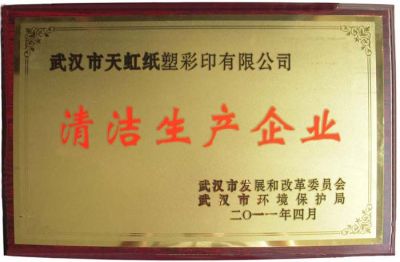 武汉市天虹纸塑彩印有限公司
清洁生产企业
武汉市发展和改革委员会
武汉市环境保护局
二〇一一年四月